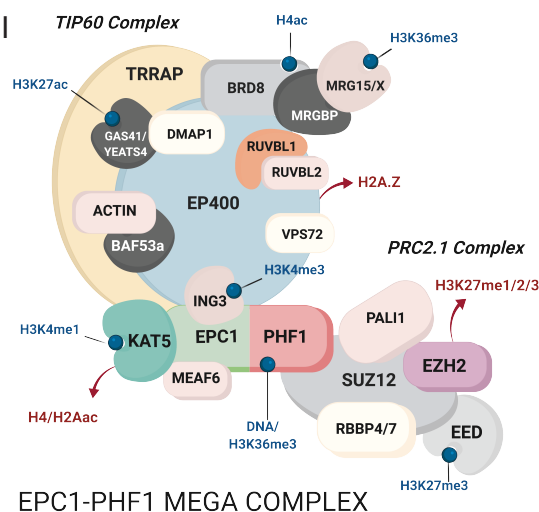 I
TIP60 Complex
H4ac
H3K36me3
TRRAP
H3K27ac
BRD8
MRG15/X
MRGBP
GAS41/
YEATS4
DMAP1
RUVBL1
RUVBL2
H2A.Z
EP400
ACTIN
BAF53a
VPS72
PRC2.1 Complex
H3K4me3
H3K27me1/2/3
ING3
PALI1
H3K4me1
KAT5
EPC1
PHF1
EZH2
MEAF6
SUZ12
H4/H2Aac
DNA/
H3K36me3
RBBP4/7
EED
H3K27me3
EPC1-PHF1 MEGA COMPLEX